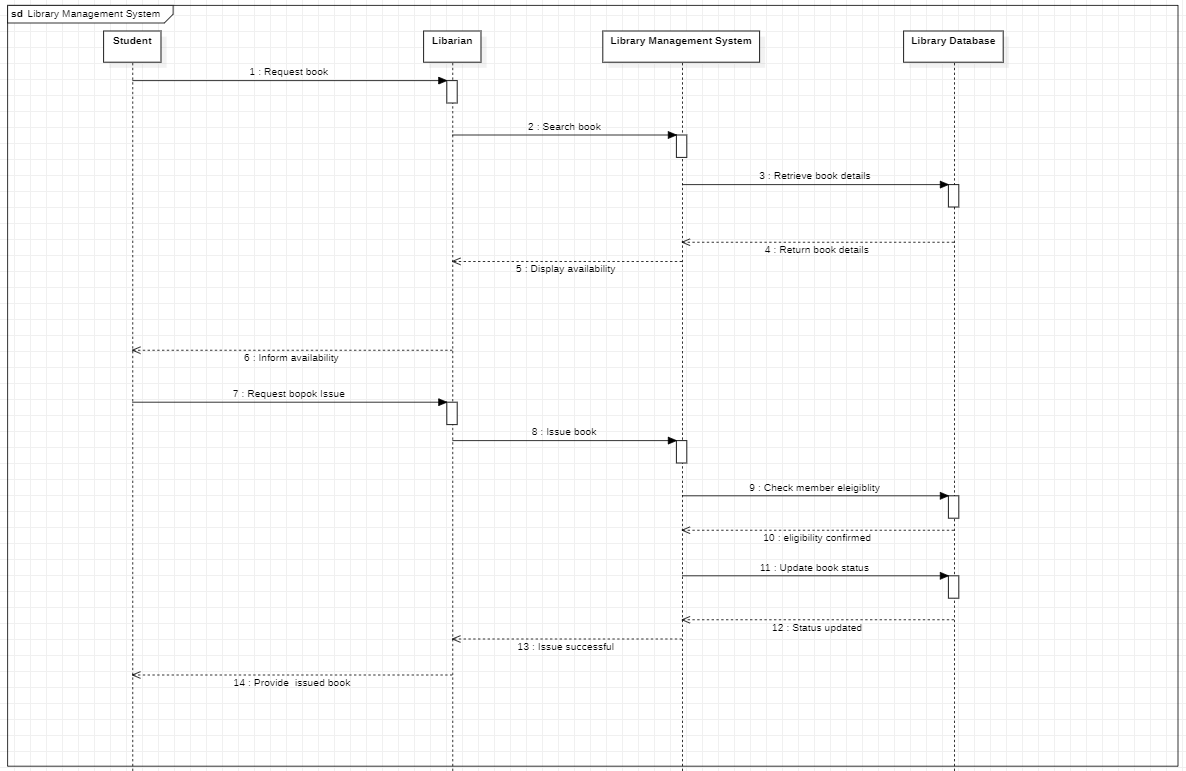 sd Library Management System
Student
Libarian
Library Management System
Library Database
1 : Request book
2 : Search book
3 : Retrieve book details
4 : Return book details
5 : Display availability
6 : Inform availability
7 : Request bopok Issue
8 : Issue book
9 : Check member eleigiblity
10 : eligibility confirmed
11 : Update book status
12 : Status updated
13 : Issue successful
14 : Provide  issued book